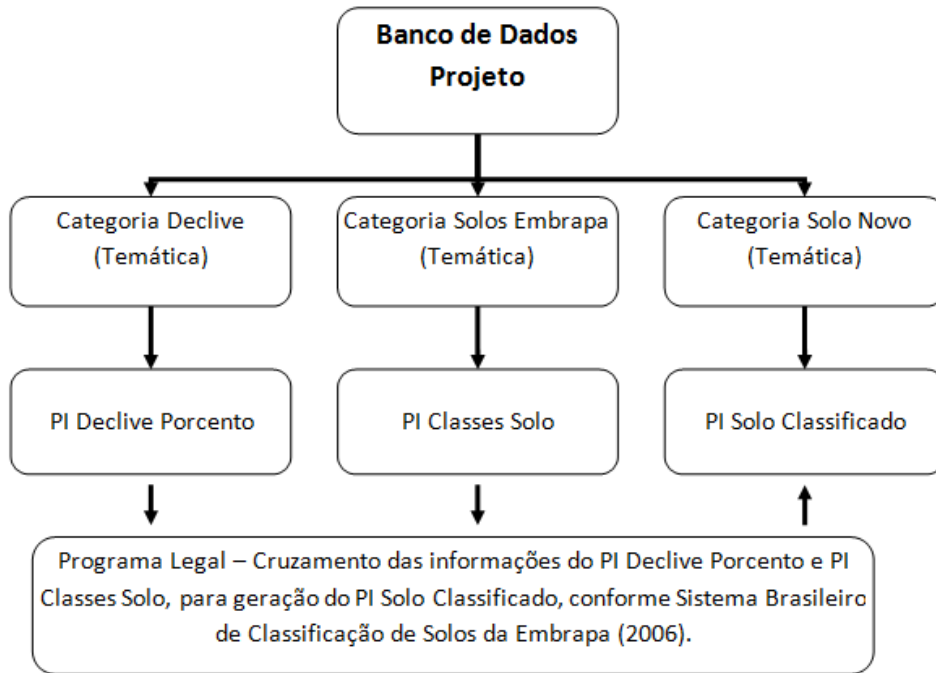 Banco de Dados
Projeto
Categoria Declive
(Temática)
Categoria Solos Embrapa
(Temática)
Categoria Solo Novo
(Temática)
PI Declive Porcento
PI Classes Solo
PI Solo Classificado
Programa Legal – Cruzamento das informações do PI Declive Porcento e PI
Classes Solo, para geração do PI Solo Classificado, conforme Sistema Brasileiro
de Classificação de Solos da Embrapa (2006).